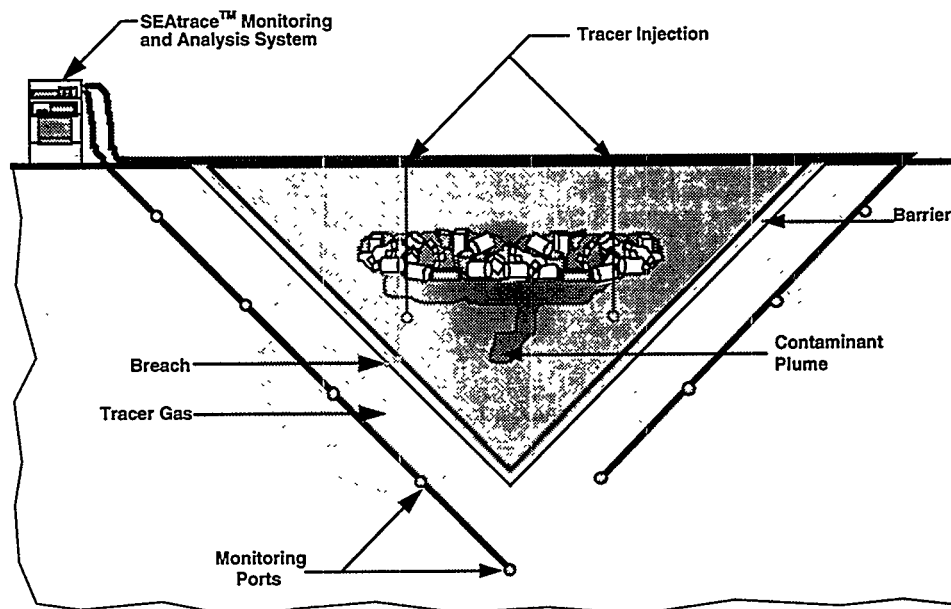 SEAtrace™ Monitoring
and Analysis System
Tracer Injection
Barrier
Breach
Contaminant
Plume
Tracer Gas
Monitoring
Ports